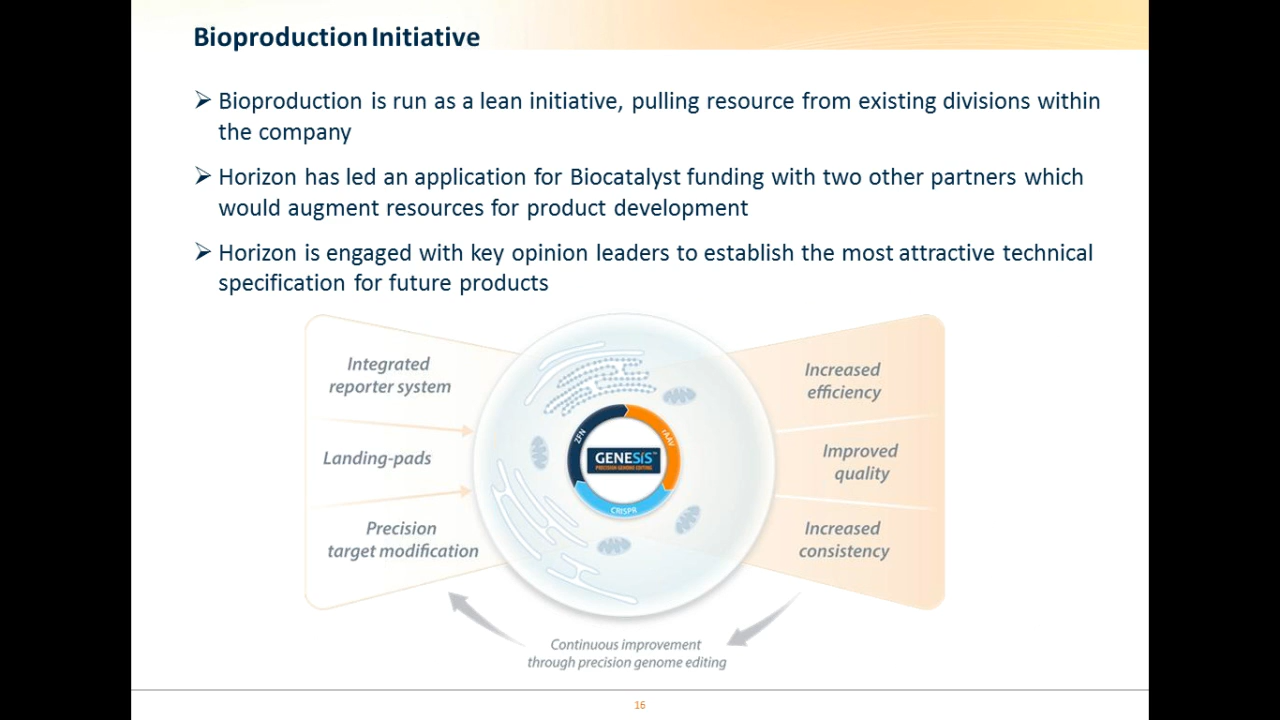 Bioproduction Initiative
Bioproduction is run as a lean initiative, pulling resource from existing divisions within
the company
Horizon has led an application for Biocatalyst funding with two other partners which
would augment resources for product development
Horizon is engaged with key opinion leaders to establish the most attractive technical
specification for future products
Integrated
reporter system
Landing-pads
Precision
target modification
ZFN
rAAV
GENESIS™
PRECISION GENOME EDITING
CRISPR
Increased
efficiency
Improved
quality
Increased
consistency
Continuous improvement
through precision genome editing
16